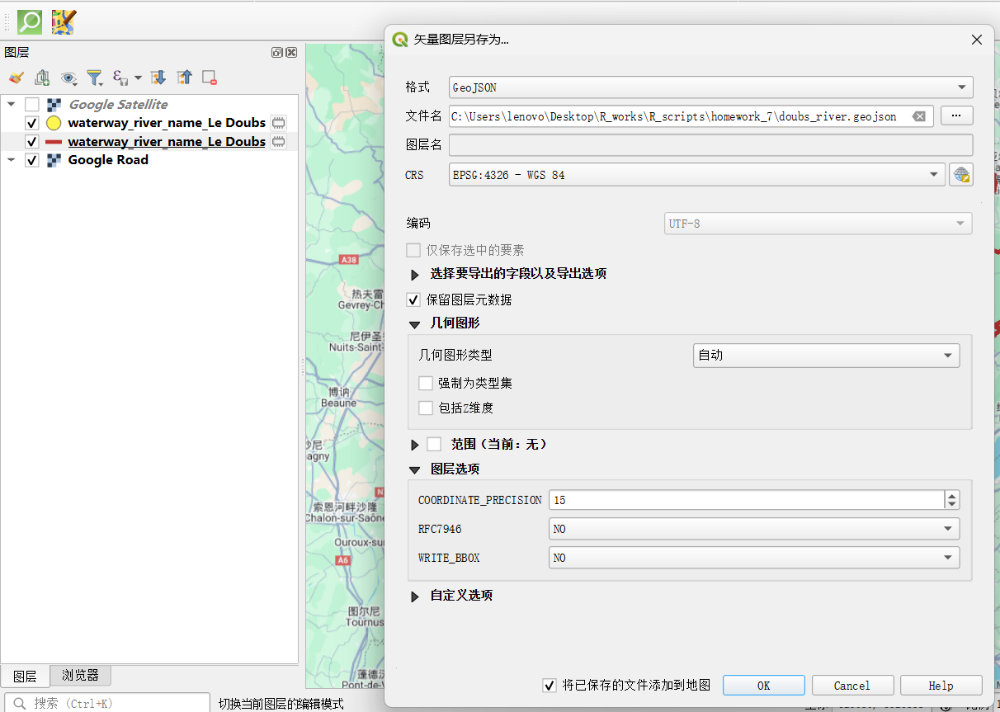 图层
Google Satellite
waterway_river_name_Le Doubs
waterway_river_name_Le Doubs
Google Road
图层
浏览器
搜索 (Ctrl+K)
切换当前图层的编辑模式
A38
热夫雷
Gevrey-Ch
尼伊圣
Nuits-Saint
博讷
Beaune
沙尼
agny
N
索恩河畔沙隆
Chalon-sur-Saône
Ouroux-su
A6
图尔尼
Tournus
蓬德沃
Pont-de-V
矢量图层另存为...
格式
GeoJSON
文件名
C:\Users\lenovo\Desktop\R_works\R_scripts\homework_7\doubs_river.geojson
...
图层名
CRS
EPSG:4326 - WGS 84
编码
UTF-8
仅保存选中的要素
选择要导出的字段以及导出选项
保留图层元数据
几何图形
几何图形类型
自动
强制为类型集
包括Z维度
范围（当前：无）
图层选项
COORDINATE_PRECISION
15
RFC7946
NO
WRITE_BBOX
NO
自定义选项
将已保存的文件添加到地图
OK
Cancel
Help